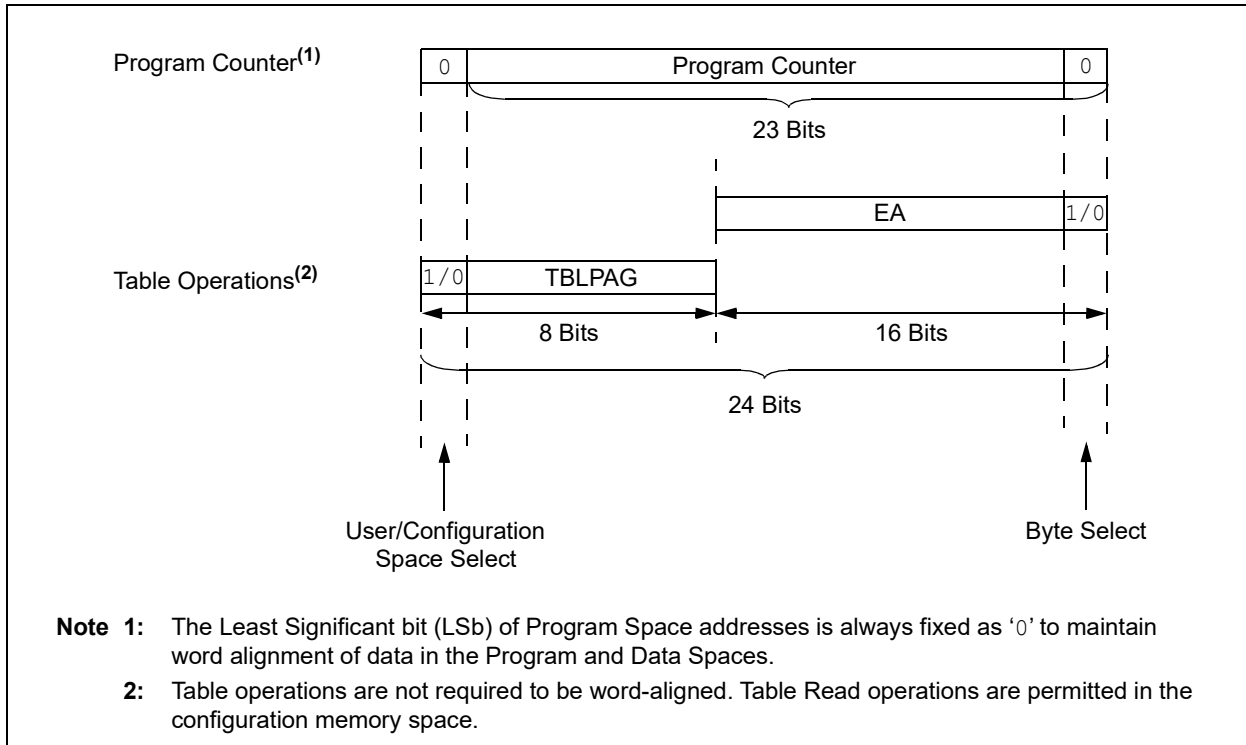 Program Counter(1)
0 Program Counter 0
23 Bits
EA 1/0
Table Operations(2)
1/0 TBLPAG
8 Bits 16 Bits
24 Bits
User/Configuration
Space Select
Byte Select
Note 1: The Least Significant bit (LSb) of Program Space addresses is always fixed as ‘0’ to maintain
word alignment of data in the Program and Data Spaces.
2: Table operations are not required to be word-aligned. Table Read operations are permitted in the
configuration memory space.